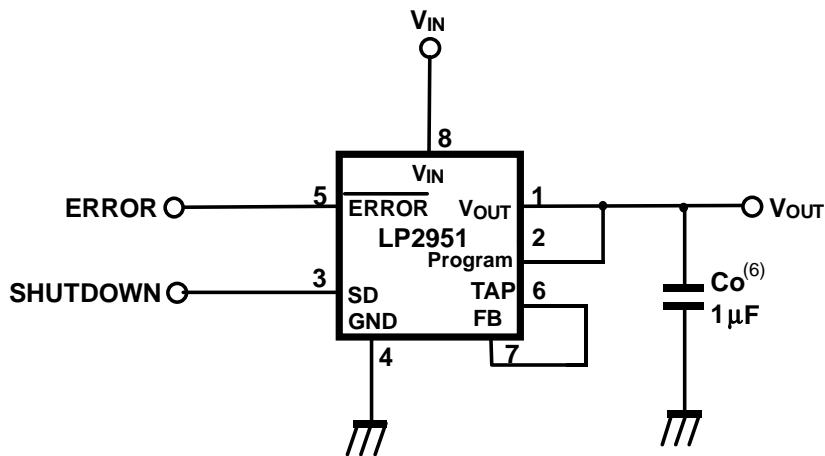 VIN
8
VIN
ERROR 5 ERROR VOUT 1 VOUT
LP2951
2
Program
SHUTDOWN 3 SD TAP 6
GND FB
4 7
Co(6)
1µF